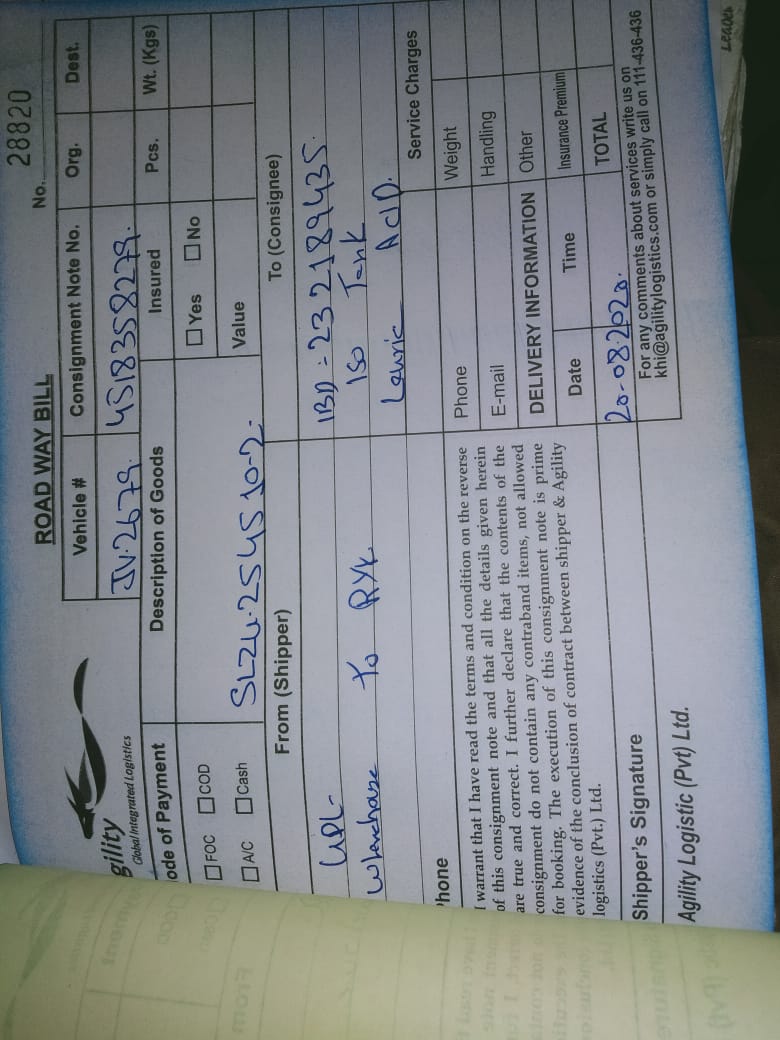 No. 28820
ROAD WAY BILL
gility
Global Integrated Logistics
Vehicle # Consignment Note No. Org. Dest.
JV-2679 4518358279.
ode of Payment Description of Goods Insured Pcs. Wt. (Kgs)
FOC COD Yes No
A/C Cash Value
SLZU-254510-2-
From (Shipper) To (Consignee)
UPL- IBD = 232189435
to RYK Iso Tank
Lauric AciD.
Service Charges
Phone Phone Weight
I warrant that I have read the terms and condition on the reverse
of this consignment note and that all the details given herein
are true and correct. I further declare that the contents of the
consignment do not contain any contraband items, not allowed
for booking. The execution of this consignment note is prime
evidence of the conclusion of contract between shipper & Agility
logistics (Pvt.) Ltd.
E-mail Handling
DELIVERY INFORMATION Other
Date Time Insurance Premium
20-08-2020. TOTAL
Shipper's Signature
For any comments about services write us on
khi@agilitylogistics.com or simply call on 111-436-436
Agility Logistic (Pvt) Ltd.
LEADER